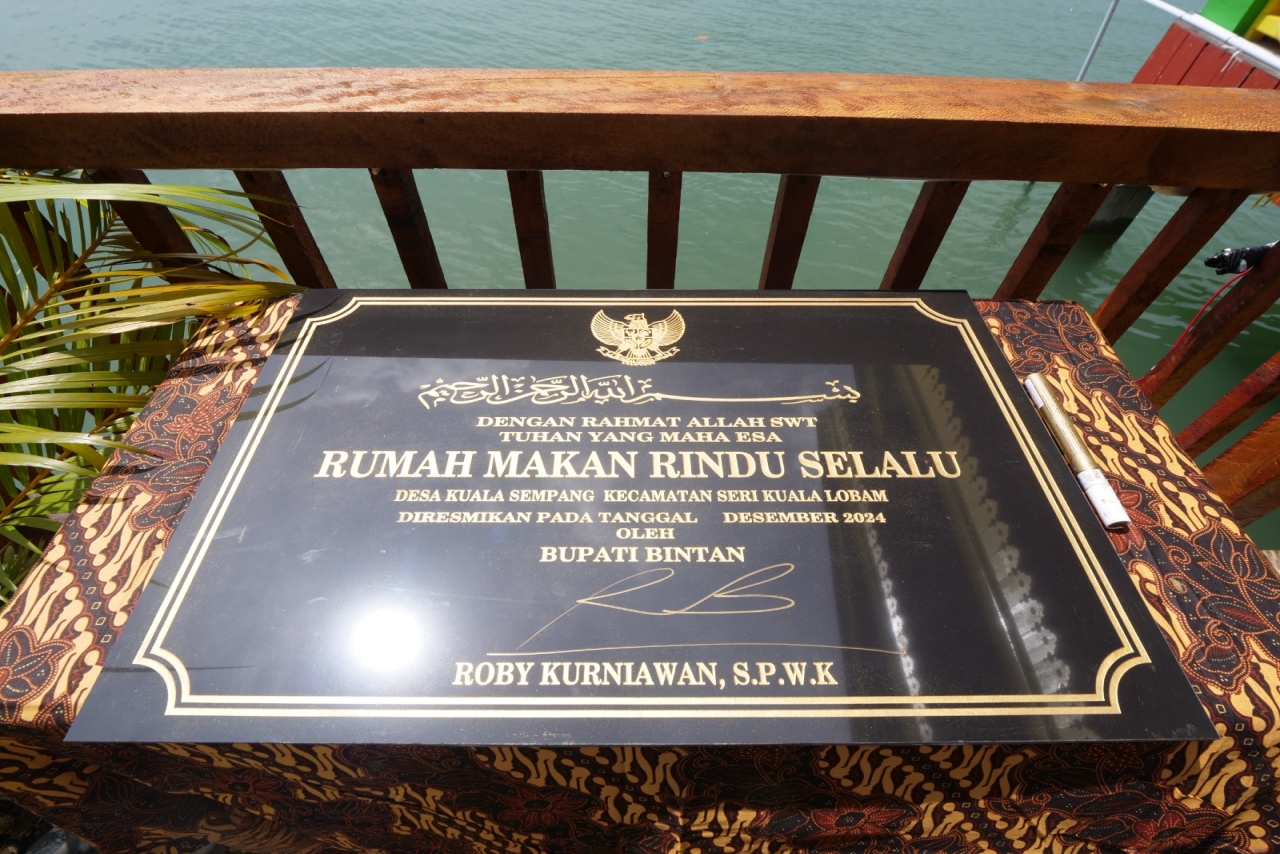 بسم الله الرحمن الرحيم
DENGAN RAHMAT ALLAH SWT
TUHAN YANG MAHA ESA
RUMAH MAKAN RINDU SELALU
DESA KUALA SEMPANG KECAMATAN SERI KUALA LOBAM
DIRESMIKAN PADA TANGGAL DESEMBER 2024
OLEH
BUPATI BINTAN
ROBY KURNIAWAN, S.P.W.K